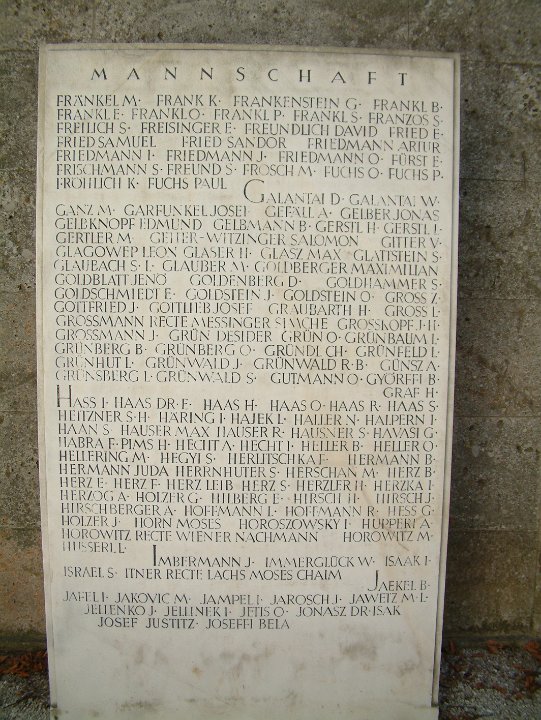 MANNSCHAFT
FRÄNKEL M · FRANK K · FRANKENSTEIN G · FRANKL B ·
FRANKL E · FRANKL O · FRANKL P · FRANKL S · FRANZOS S ·
FREILICH S · FREISINGER E · FREUNDLICH DAVID FRIED E ·
FRIED SAMUEL FRIED SANDOR FRIEDMANN ARTUR
FRIEDMANN I · FRIEDMANN J · FRIEDMANN O · FÜRST E ·
FRISCHMANN S · FREUND S · FROSCH M · FUCHS O · FUCHS P ·
FRÖHLICH K · FUCHS PAUL GALANTAI D · GALANTAI W ·
GANZ M · GARFUNKEL JOSEF GEFALL A · GELBER JONAS
GELBKNOPF EDMUND GELBMANN B · GERSTL H · GERSTL I ·
GERTLER M · GETTER-WITZINGER SALOMON GITTER V ·
GLAGOWEP LEON GLASER H · GLASZ MAX GLATTSTEIN S ·
GLAUBACH S · I · GLAUBER M · GOLDBERGER MAXIMILIAN
GOLDBLATT JENÖ GOLDENBERG D · GOLDHAMMER S ·
GOLDSCHMIEDT E · GOLDSTEIN J · GOLDSTEIN O · GROSS Z ·
GOTTFRIED J · GOTTLIEB JOSEF GRAUBARTH H · GROSS L ·
GROSSMANN RECTE MESSINGER SIMCHE GROSSKOPF J · H ·
GROSSMANN J · GRÜN DESIDER GRÜN O · GRÜNBAUM I ·
GRÜNBERG B · GRÜNBERG O · GRÜNDL CH · GRÜNFELD I ·
GRÜNHUT L · GRÜNWALD J · GRÜNWALD R · B · GÜNSZ A ·
GRÜNSBERG L · GRÜNWALD S · GUTMANN O · GYÖRFFI B ·
GRAF H ·
HASS I · HAAS DR · F · HAAS H · HAAS O · HAAS R · HAAS S ·
HEITZNER S · H · HÄRING I · HAJEK L · HALLER N · HALPERN I ·
HAAN S · HAUSER MAX HAUSER R · HAUSNER S · HAVASI G ·
HABRA E · PIMS H · HECHT A · HECHT I · HELLER B · HELLER O ·
HELLERING M · HEGYI S · HERLITSCHKA F · HERMANN B ·
HERMANN JUDA HERRNHUTER S · HERSCHAN M · HERZ B ·
HERZ E · HERZ F · HERZ LEIB HERZ S · HERZLER H · HERZKA I ·
HERZOG A · HOLZER G · HILBERG E · HIRSCH H · HIRSCH J ·
HIRSCHBERGER A · HOFFMANN I · HOFFMANN R · HESS G ·
HOLZER J · HORN MOSES HOROSZOWSKY I · HUPPERT A ·
HOROWITZ RECTE WIENER NACHMANN HOROWITZ M ·
HUSSERL L · IMBERMANN J · IMMERGLÜCK W · ISAAK I ·
ISRAEL S · ITNER RECTE LACHS MOSES CHAIM JAEKEL B ·
JAFE L · I · JAKOVIC M · JAMPEL I · JAROSCH J · JAWETZ M · L ·
JELLENKO J · JELLINEK I · JETIS O · JONASZ DR · ISAK
JOSEF JUSTITZ · JOSEFFI BELA